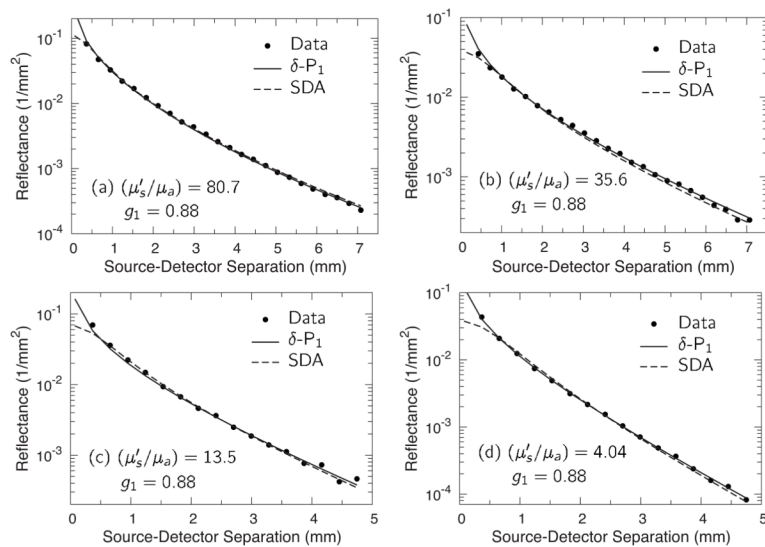 10⁻¹
10⁻²
10⁻³
10⁻⁴
Reflectance (1/mm²)
Data
δ-P₁
SDA
(a) (μ′ₛ/μₐ) = 80.7
g₁ = 0.88
0 1 2 3 4 5 6 7
Source-Detector Separation (mm)
10⁻¹
10⁻²
10⁻³
Reflectance (1/mm²)
Data
δ-P₁
SDA
(b) (μ′ₛ/μₐ) = 35.6
g₁ = 0.88
0 1 2 3 4 5 6 7
Source-Detector Separation (mm)
10⁻¹
10⁻²
10⁻³
Reflectance (1/mm²)
Data
δ-P₁
SDA
(c) (μ′ₛ/μₐ) = 13.5
g₁ = 0.88
0 1 2 3 4 5
Source-Detector Separation (mm)
10⁻¹
10⁻²
10⁻³
10⁻⁴
Reflectance (1/mm²)
Data
δ-P₁
SDA
(d) (μ′ₛ/μₐ) = 4.04
g₁ = 0.88
0 1 2 3 4 5
Source-Detector Separation (mm)